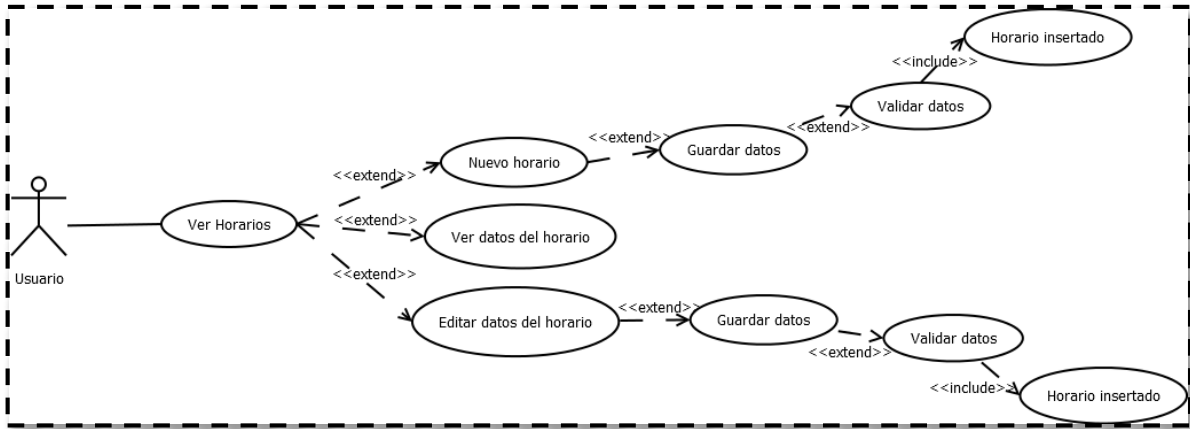 Horario insertado
<<include>>
Validar datos
<<extend>>
Guardar datos
<<extend>>
Nuevo horario
<<extend>>
Ver Horarios
<<extend>>
Ver datos del horario
Usuario
<<extend>>
Editar datos del horario
<<extend>>
Guardar datos
<<extend>>
Validar datos
<<include>>
Horario insertado